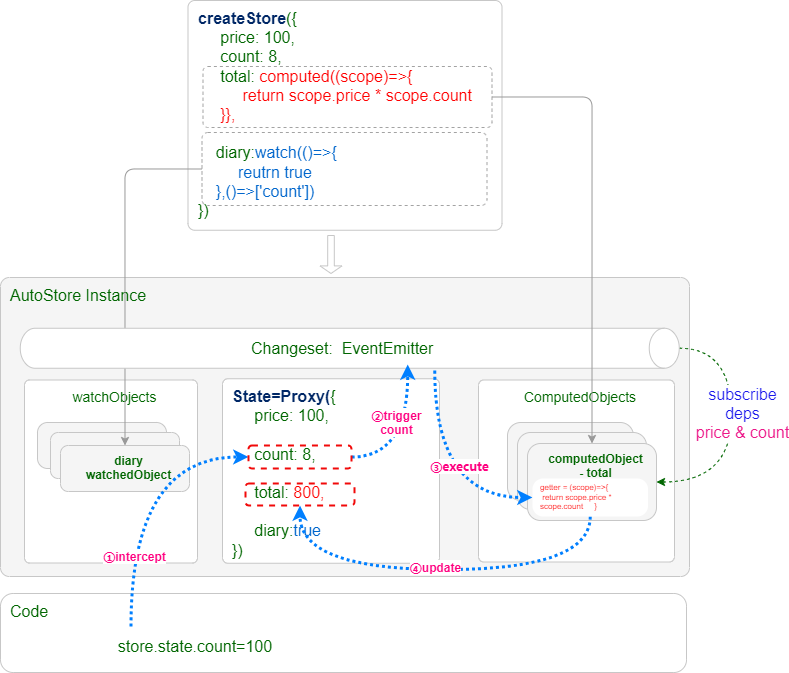 createStore({
price: 100,
count: 8,
total: computed((scope)=>{
return scope.price * scope.count
}},
diary:watch(()=>{
reutrn true
},()=>['count'])
})
AutoStore Instance
Changeset: EventEmitter
watchObjects
diary
watchedObject
State=Proxy({
price: 100,
count: 8,
total: 800,
diary:true
})
②trigger
count
③execute
①intercept
④update
ComputedObjects
computedObject
- total
getter = (scope)=>{
return scope.price *
scope.count }
subscribe
deps
price & count
Code
store.state.count=100